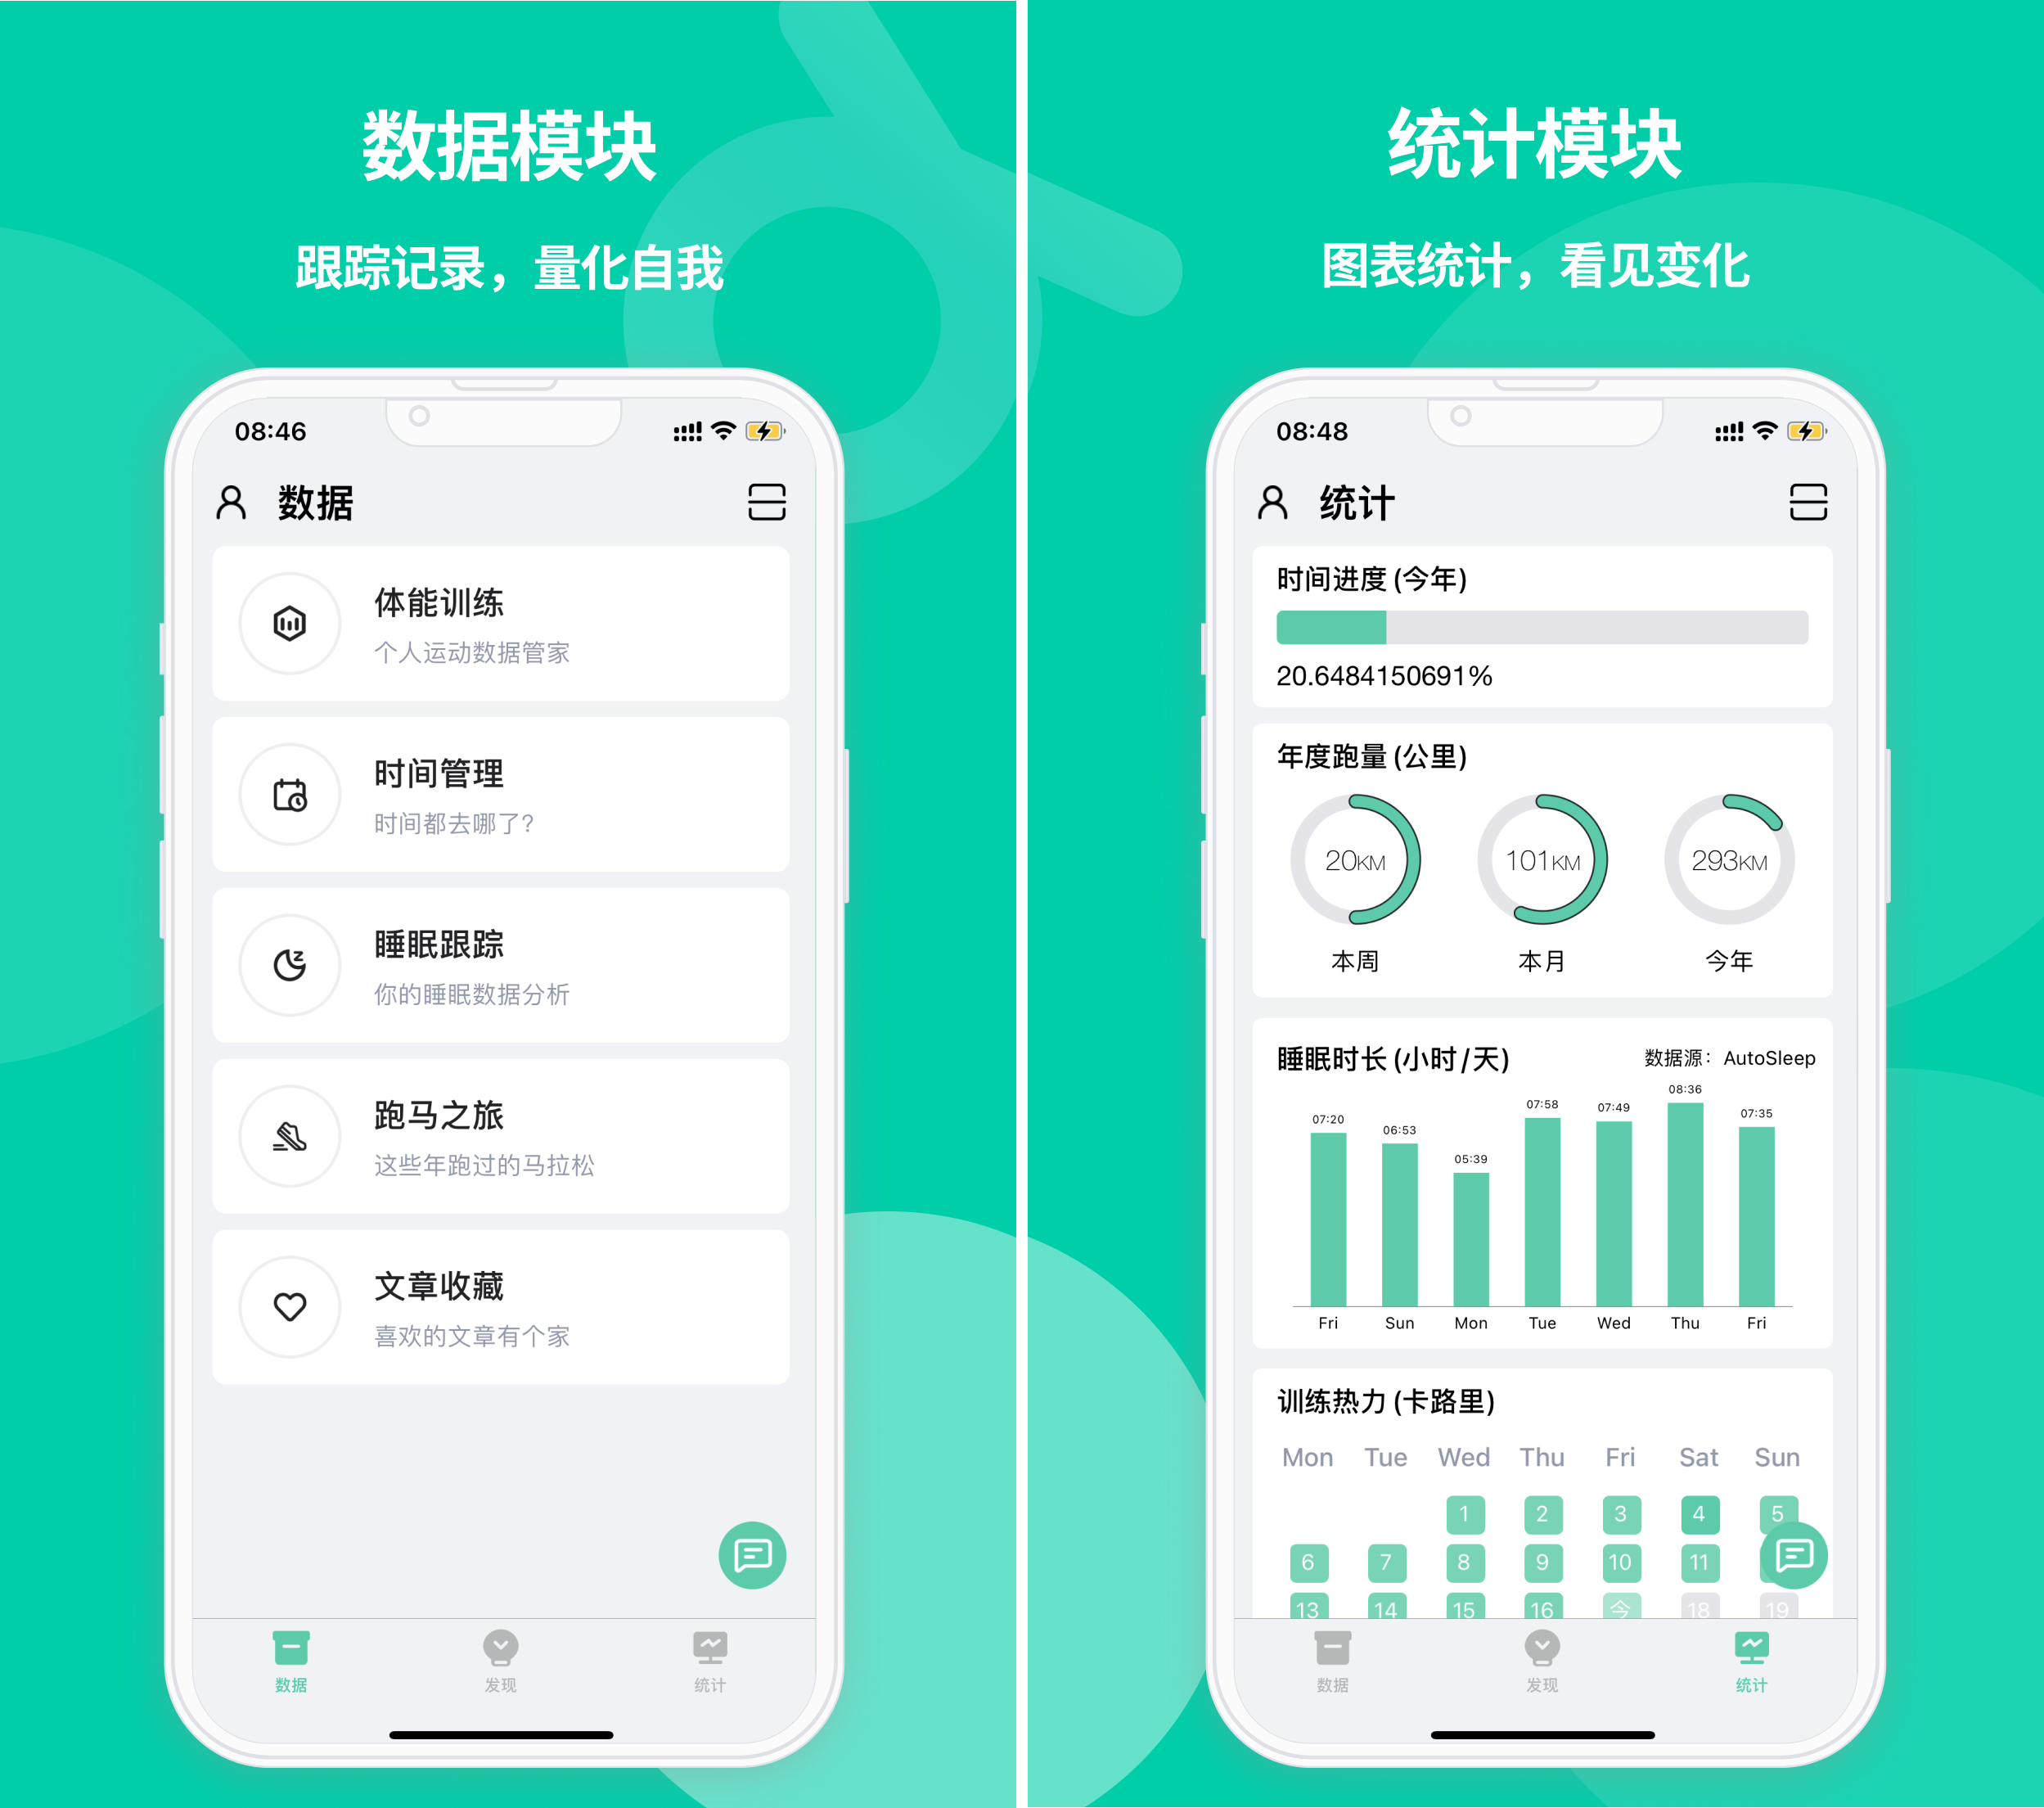 数据模块
跟踪记录，量化自我
08:46
数据
体能训练
个人运动数据管家
时间管理
时间都去哪了?
睡眠跟踪
你的睡眠数据分析
跑马之旅
这些年跑过的马拉松
文章收藏
喜欢的文章有个家
数据 发现 统计
统计模块
图表统计，看见变化
08:48
统计
时间进度 (今年)
20.6484150691%
年度跑量 (公里)
20KM 101KM 293KM
本周 本月 今年
睡眠时长 (小时/天) 数据源：AutoSleep
07:20 06:53 05:39 07:58 07:49 08:36 07:35
Fri Sun Mon Tue Wed Thu Fri
训练热力 (卡路里)
Mon Tue Wed Thu Fri Sat Sun
1 2 3 4 5
6 7 8 9 10 11
13 14 15 16 今 18 19
数据 发现 统计